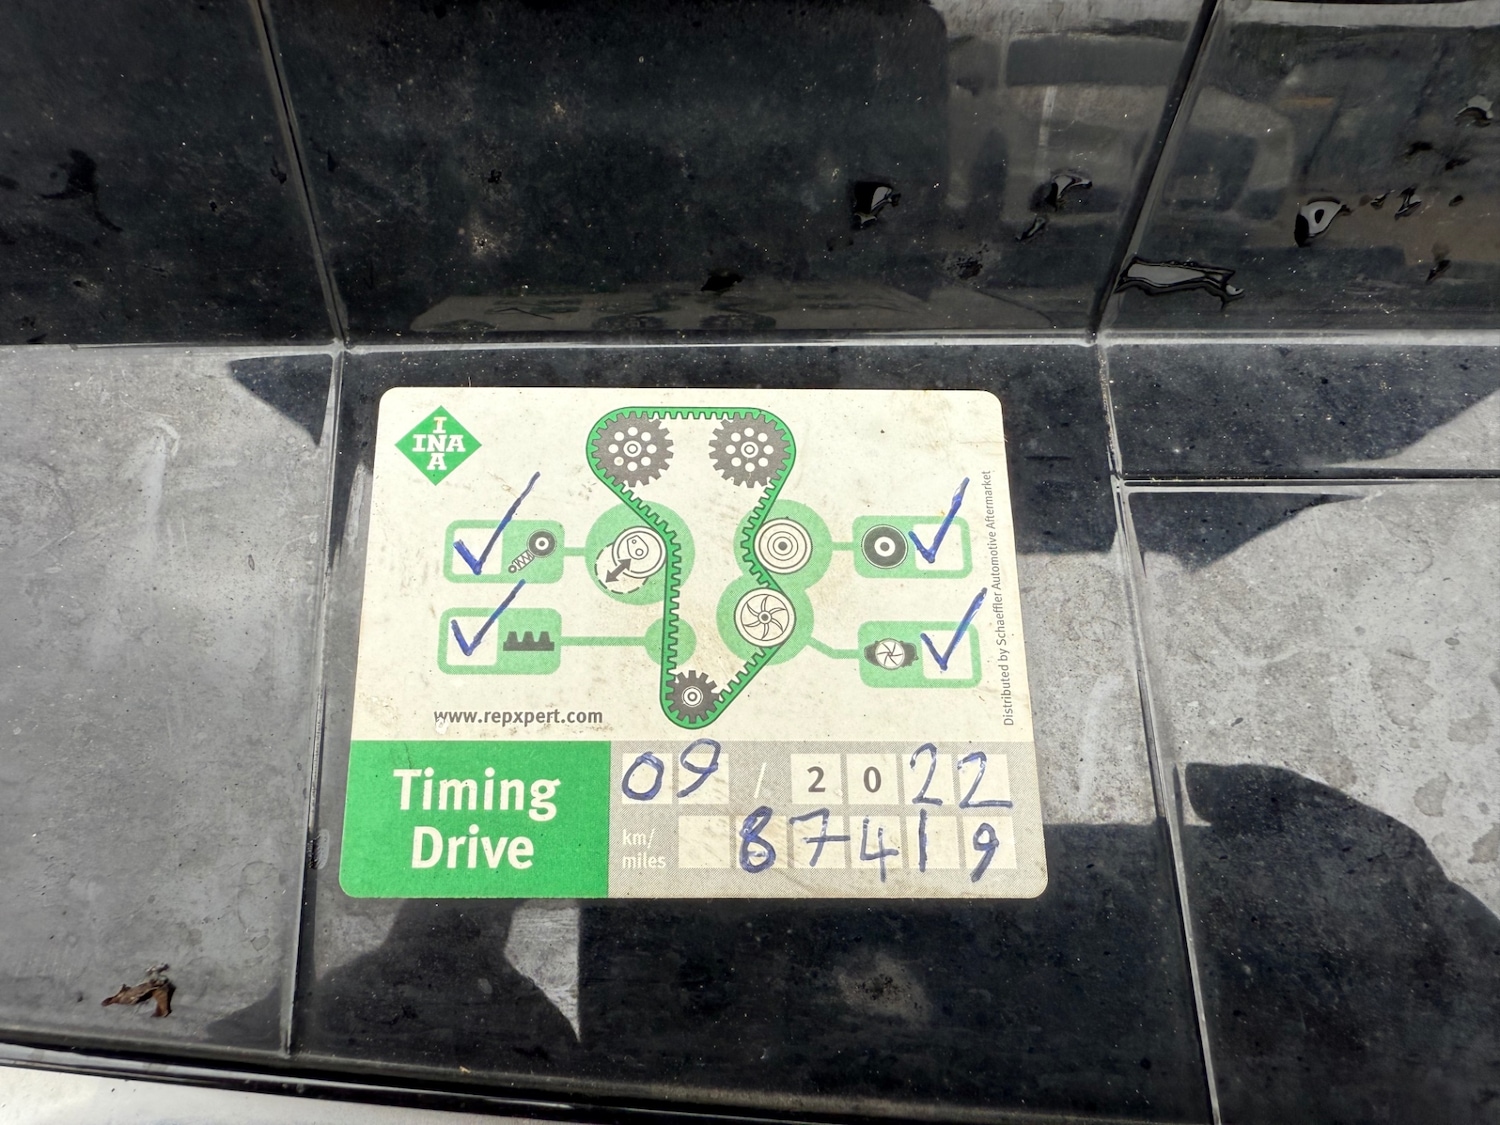 I
INA
A
Distributed by Schaeffler Automotive Aftermarket
www.repxpert.com
Timing
Drive
09 / 2022
km/
miles
87419